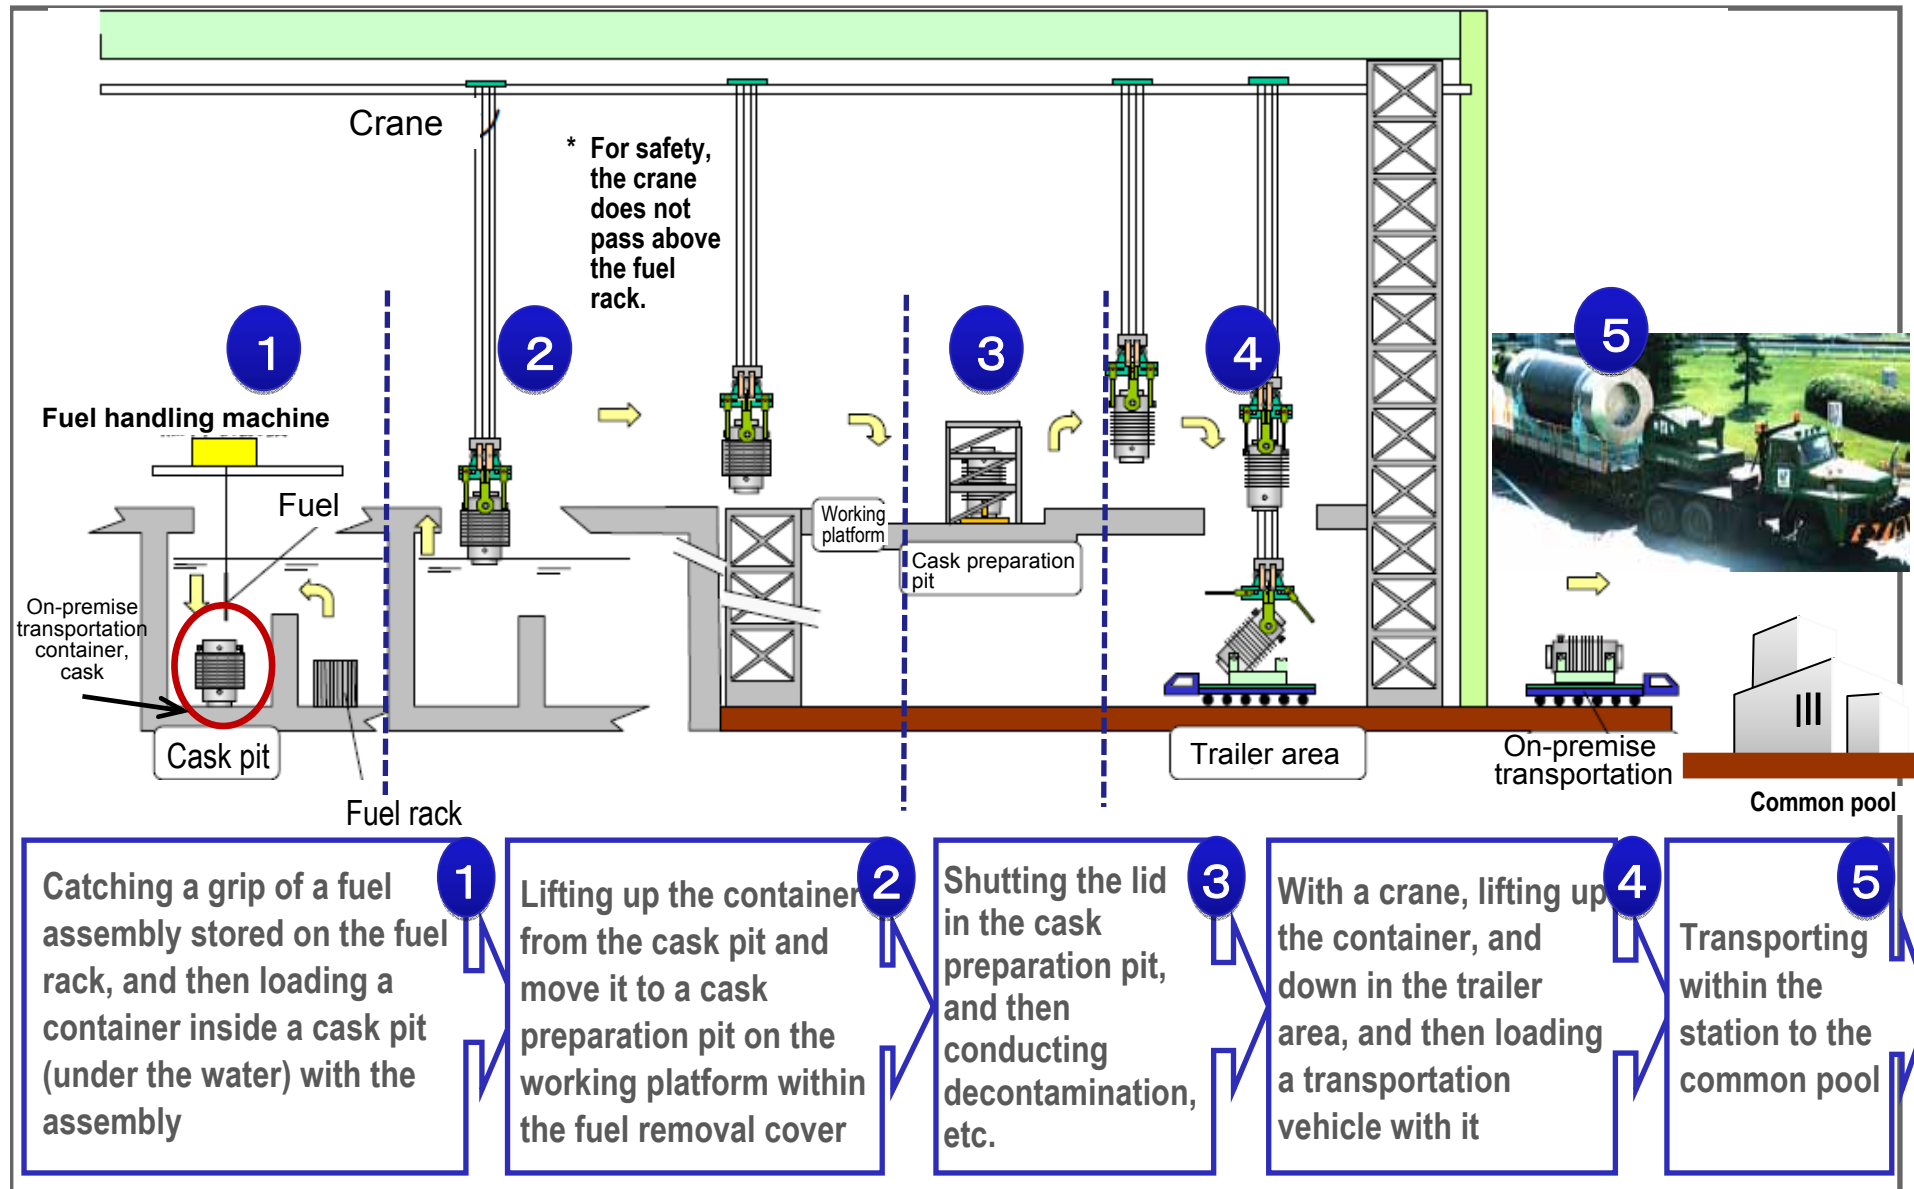 Crane
* For safety,
the crane
does not
pass above
the fuel
rack.
1
2
3
4
5
Fuel handling machine
Fuel
Working
platform
Cask preparation
pit
On-premise
transportation
container,
cask
Cask pit
Fuel rack
Trailer area
On-premise
transportation
Common pool
1
Catching a grip of a fuel
assembly stored on the fuel
rack, and then loading a
container inside a cask pit
(under the water) with the
assembly
2
Lifting up the container
from the cask pit and
move it to a cask
preparation pit on the
working platform within
the fuel removal cover
3
Shutting the lid
in the cask
preparation pit,
and then
conducting
decontamination,
etc.
4
With a crane, lifting up
the container, and
down in the trailer
area, and then loading
a transportation
vehicle with it
5
Transporting
within the
station to the
common pool